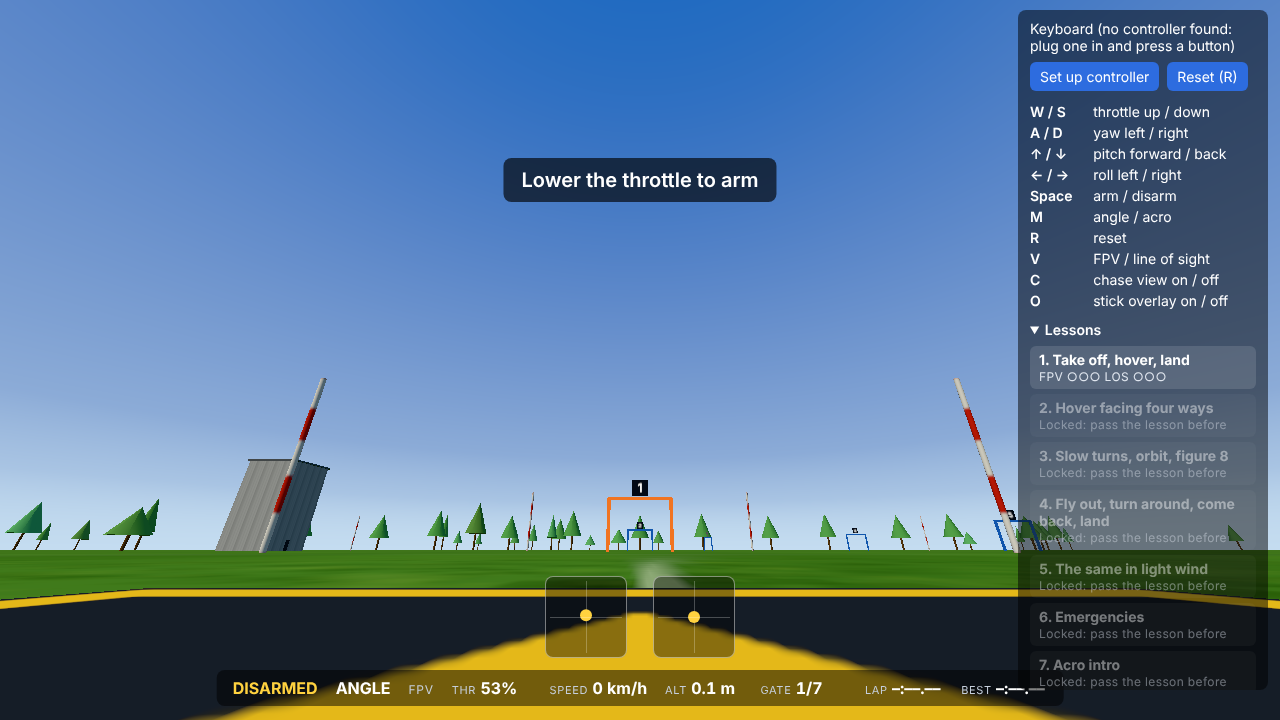 Keyboard (no controller found:
plug one in and press a button)
Set up controller
Reset (R)
W / S throttle up / down
A / D yaw left / right
↑ / ↓ pitch forward / back
← / → roll left / right
Space arm / disarm
M angle / acro
R reset
V FPV / line of sight
C chase view on / off
O stick overlay on / off
▼ Lessons
1. Take off, hover, land
FPV ○○○ LOS ○○○
2. Hover facing four ways
Locked: pass the lesson before
3. Slow turns, orbit, figure 8
Locked: pass the lesson before
4. Fly out, turn around, come
back, land
Locked: pass the lesson before
5. The same in light wind
Locked: pass the lesson before
6. Emergencies
Locked: pass the lesson before
7. Acro intro
Locked: pass the lesson before
Lower the throttle to arm
1
DISARMED ANGLE FPV THR 53% SPEED 0 km/h ALT 0.1 m GATE 1/7 LAP –:––.–– BEST –:––.––